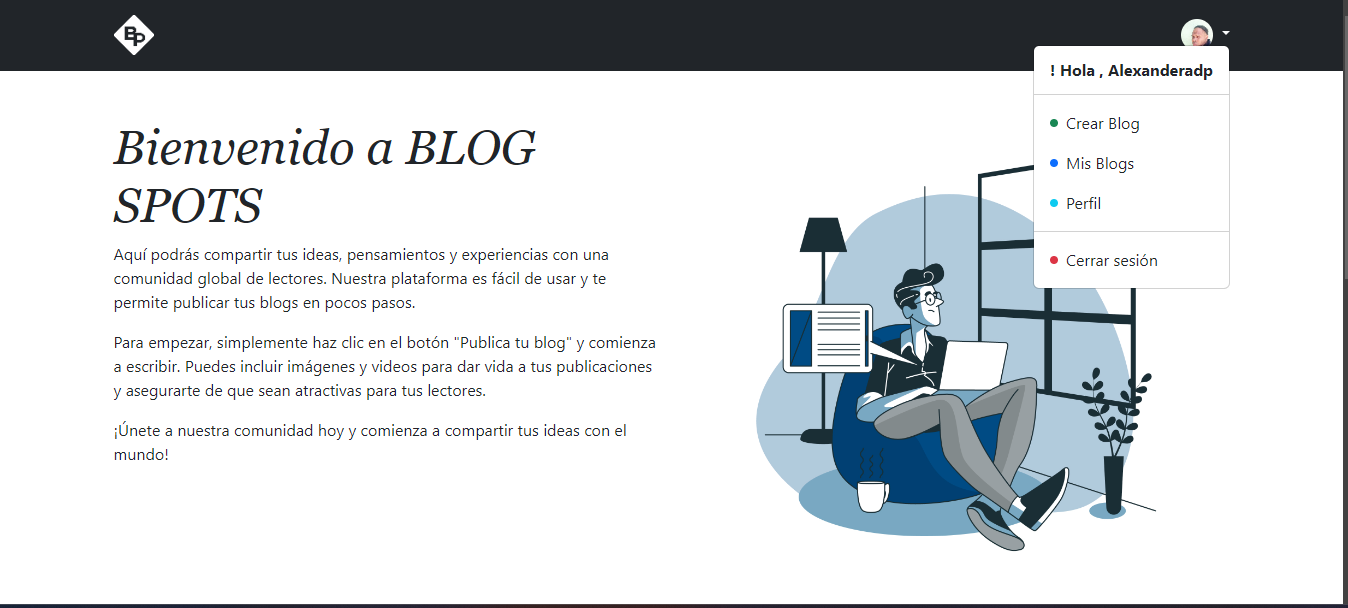 BP
! Hola , Alexanderadp
Crear Blog
Mis Blogs
Perfil
Cerrar sesión
Bienvenido a BLOG
SPOTS
Aquí podrás compartir tus ideas, pensamientos y experiencias con una
comunidad global de lectores. Nuestra plataforma es fácil de usar y te
permite publicar tus blogs en pocos pasos.
Para empezar, simplemente haz clic en el botón "Publica tu blog" y comienza
a escribir. Puedes incluir imágenes y videos para dar vida a tus publicaciones
y asegurarte de que sean atractivas para tus lectores.
¡Únete a nuestra comunidad hoy y comienza a compartir tus ideas con el
mundo!